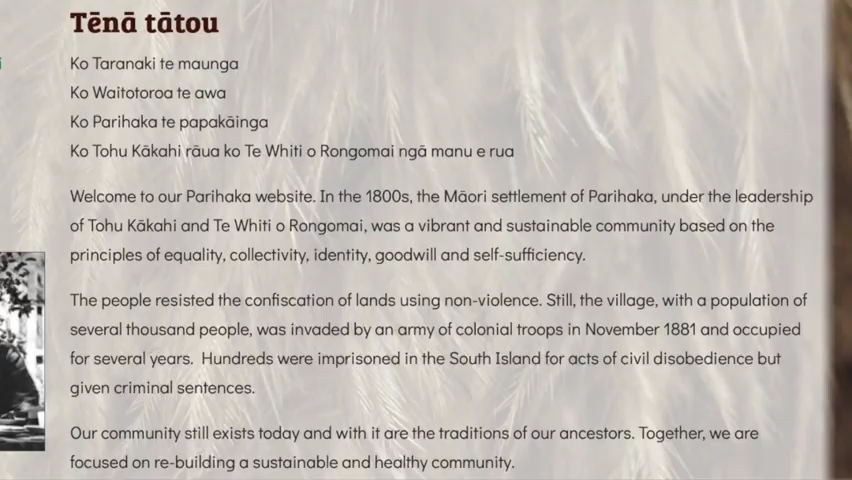 Tēnā tātou
Ko Taranaki te maunga
Ko Waitotoroa te awa
Ko Parihaka te papakāinga
Ko Tohu Kākahi rāua ko Te Whiti o Rongomai ngā manu e rua
Welcome to our Parihaka website. In the 1800s, the Māori settlement of Parihaka, under the leadership
of Tohu Kākahi and Te Whiti o Rongomai, was a vibrant and sustainable community based on the
principles of equality, collectivity, identity, goodwill and self-sufficiency.
The people resisted the confiscation of lands using non-violence. Still, the village, with a population of
several thousand people, was invaded by an army of colonial troops in November 1881 and occupied
for several years. Hundreds were imprisoned in the South Island for acts of civil disobedience but
given criminal sentences.
Our community still exists today and with it are the traditions of our ancestors. Together, we are
focused on re-building a sustainable and healthy community.